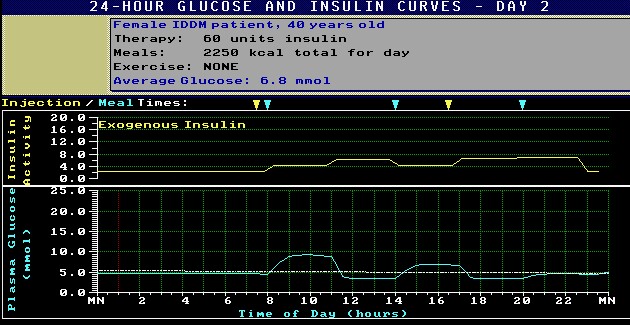 24-HOUR GLUCOSE AND INSULIN CURVES - DAY 2
Female IDDM patient, 40 years old
Therapy: 60 units insulin
Meals: 2250 kcal total for day
Exercise: NONE
Average Glucose: 6.8 mmol
Injection / Meal Times:
Insulin Activity
20.0
16.0
12.0
8.0
4.0
0.0
Exogenous Insulin
Plasma Glucose (mmol)
25.0
20.0
15.0
10.0
5.0
0.0
MN 2 4 6 8 10 12 14 16 18 20 22 MN
Time of Day (hours)